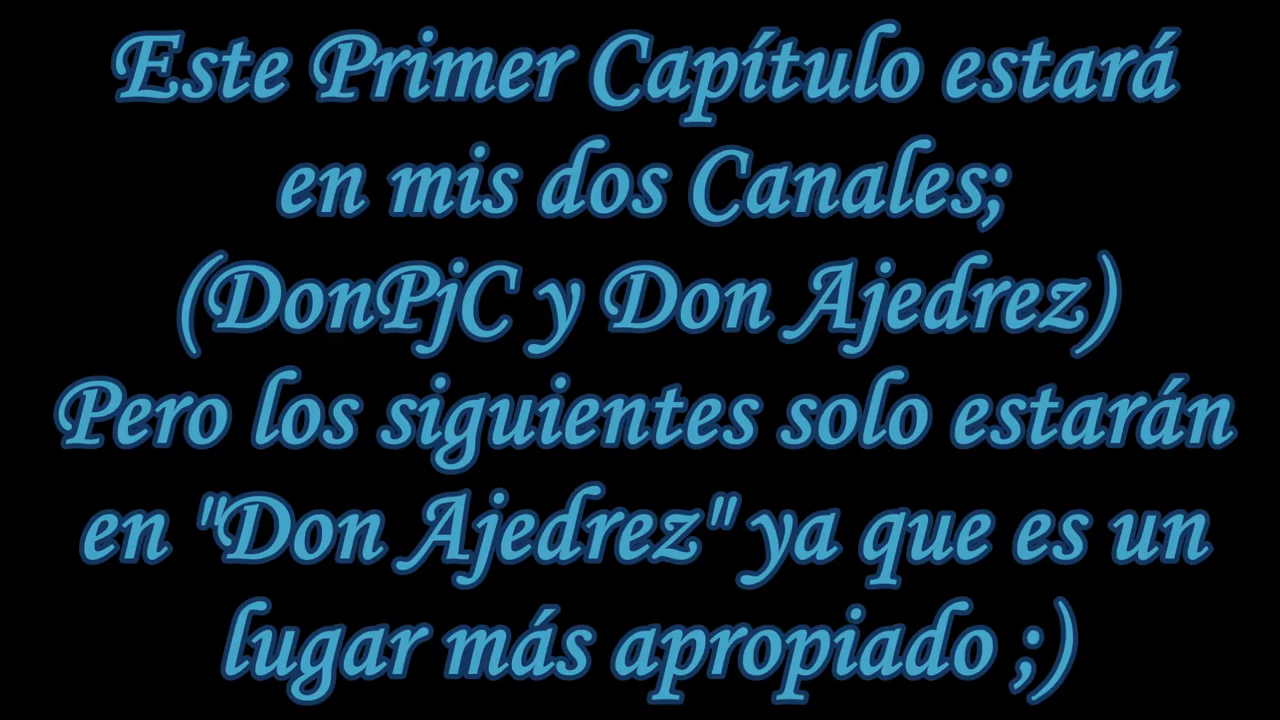 Este Primer Capítulo estará
en mis dos Canales;
(DonPjC y Don Ajedrez)
Pero los siguientes solo estarán
en "Don Ajedrez" ya que es un
lugar más apropiado ;)